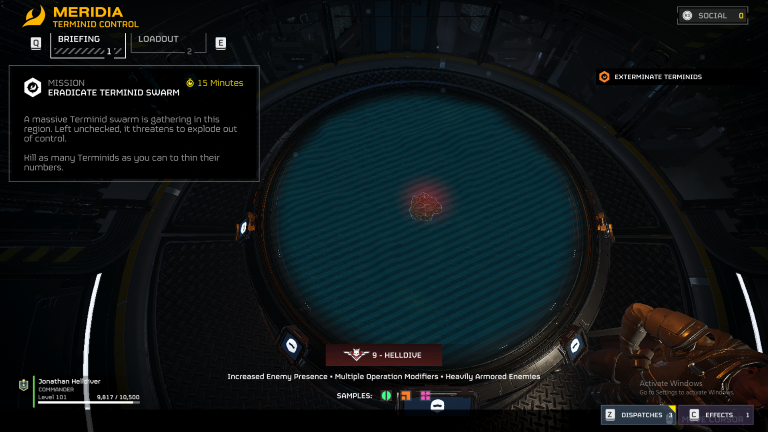 MERIDIA
TERMINID CONTROL
SOCIAL 0
Q
BRIEFING
1
LOADOUT
2
E
MISSION
15 Minutes
ERADICATE TERMINID SWARM
A massive Terminid swarm is gathering in this
region. Left unchecked, it threatens to explode out
of control.
Kill as many Terminids as you can to thin their
numbers.
EXTERMINATE TERMINIDS
9 - HELLDIVE
Increased Enemy Presence • Multiple Operation Modifiers • Heavily Armored Enemies
SAMPLES:
Jonathan Helldiver
COMMANDER
Level 101
9,817 / 10,500
Activate Windows
Go to Settings to activate Windows.
Z DISPATCHES 3
C EFFECTS 1
CURSOR